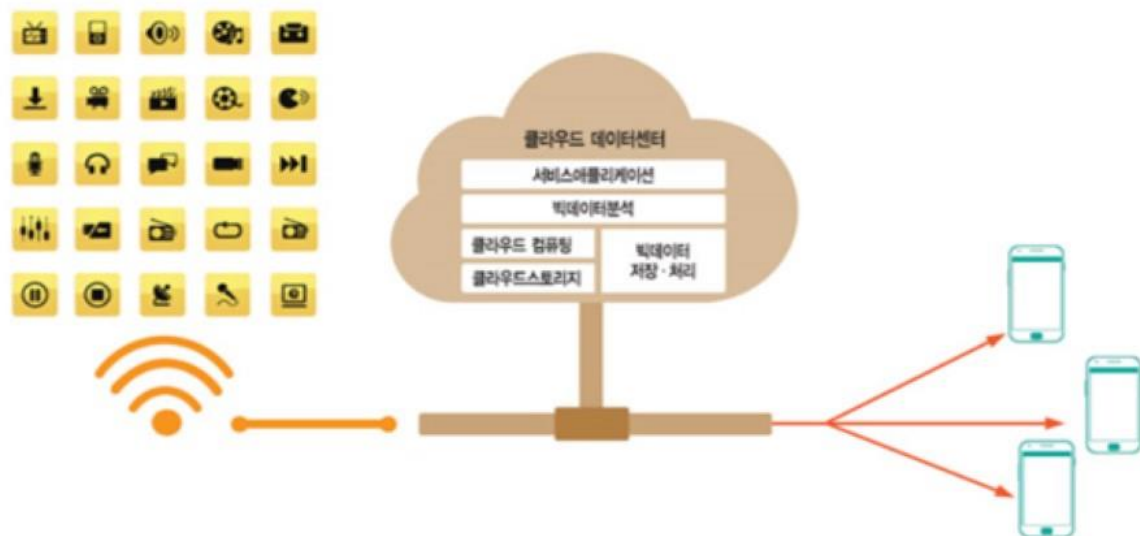 클라우드 데이터센터
서비스애플리케이션
빅데이터분석
클라우드 컴퓨팅
클라우드스토리지
빅데이터
저장 · 처리